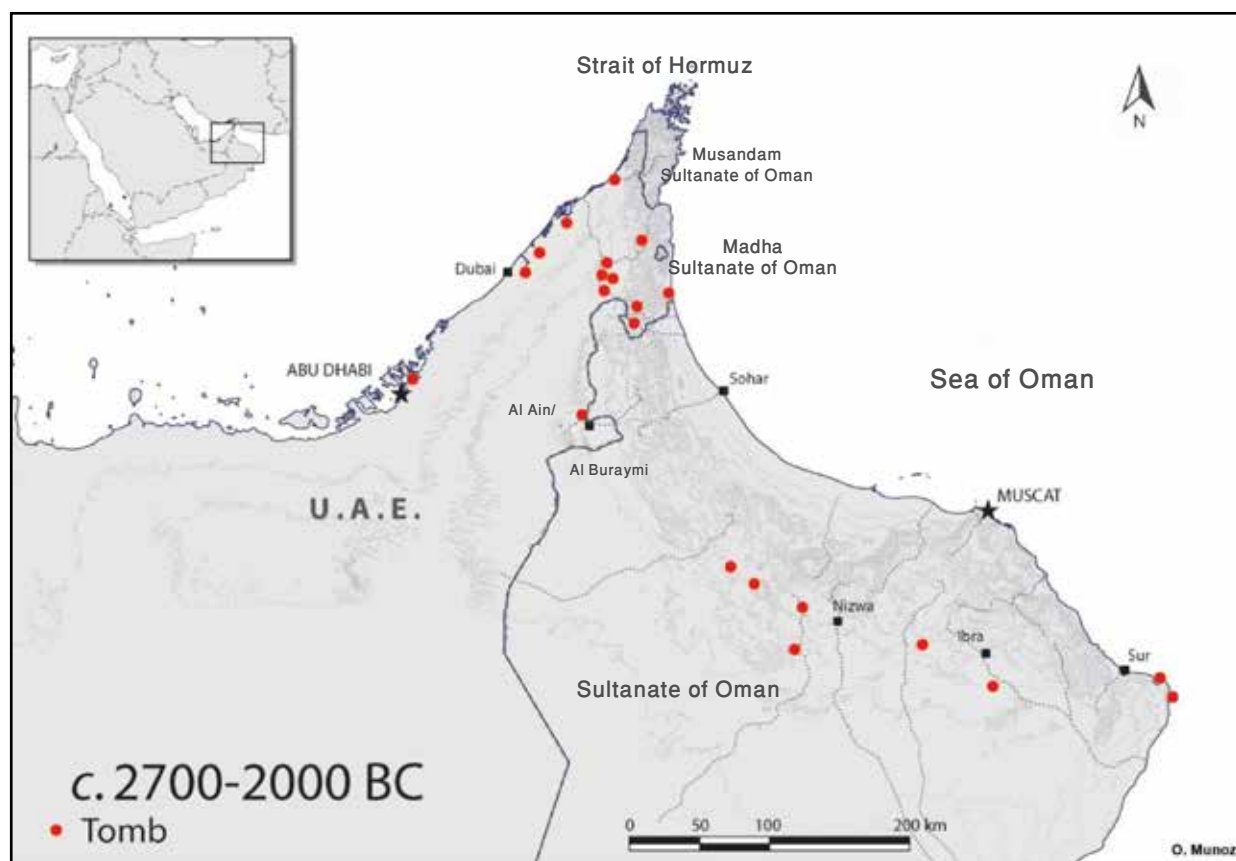 Strait of Hormuz
N
Musandam
Sultanate of Oman
Madha
Sultanate of Oman
Dubai
ABU DHABI
Sohar
Sea of Oman
Al Ain/
Al Buraymi
U.A.E.
MUSCAT
Nizwa
Ibra
Sur
Sultanate of Oman
c. 2700-2000 BC
Tomb
0 50 100 200 km
O. Munoz